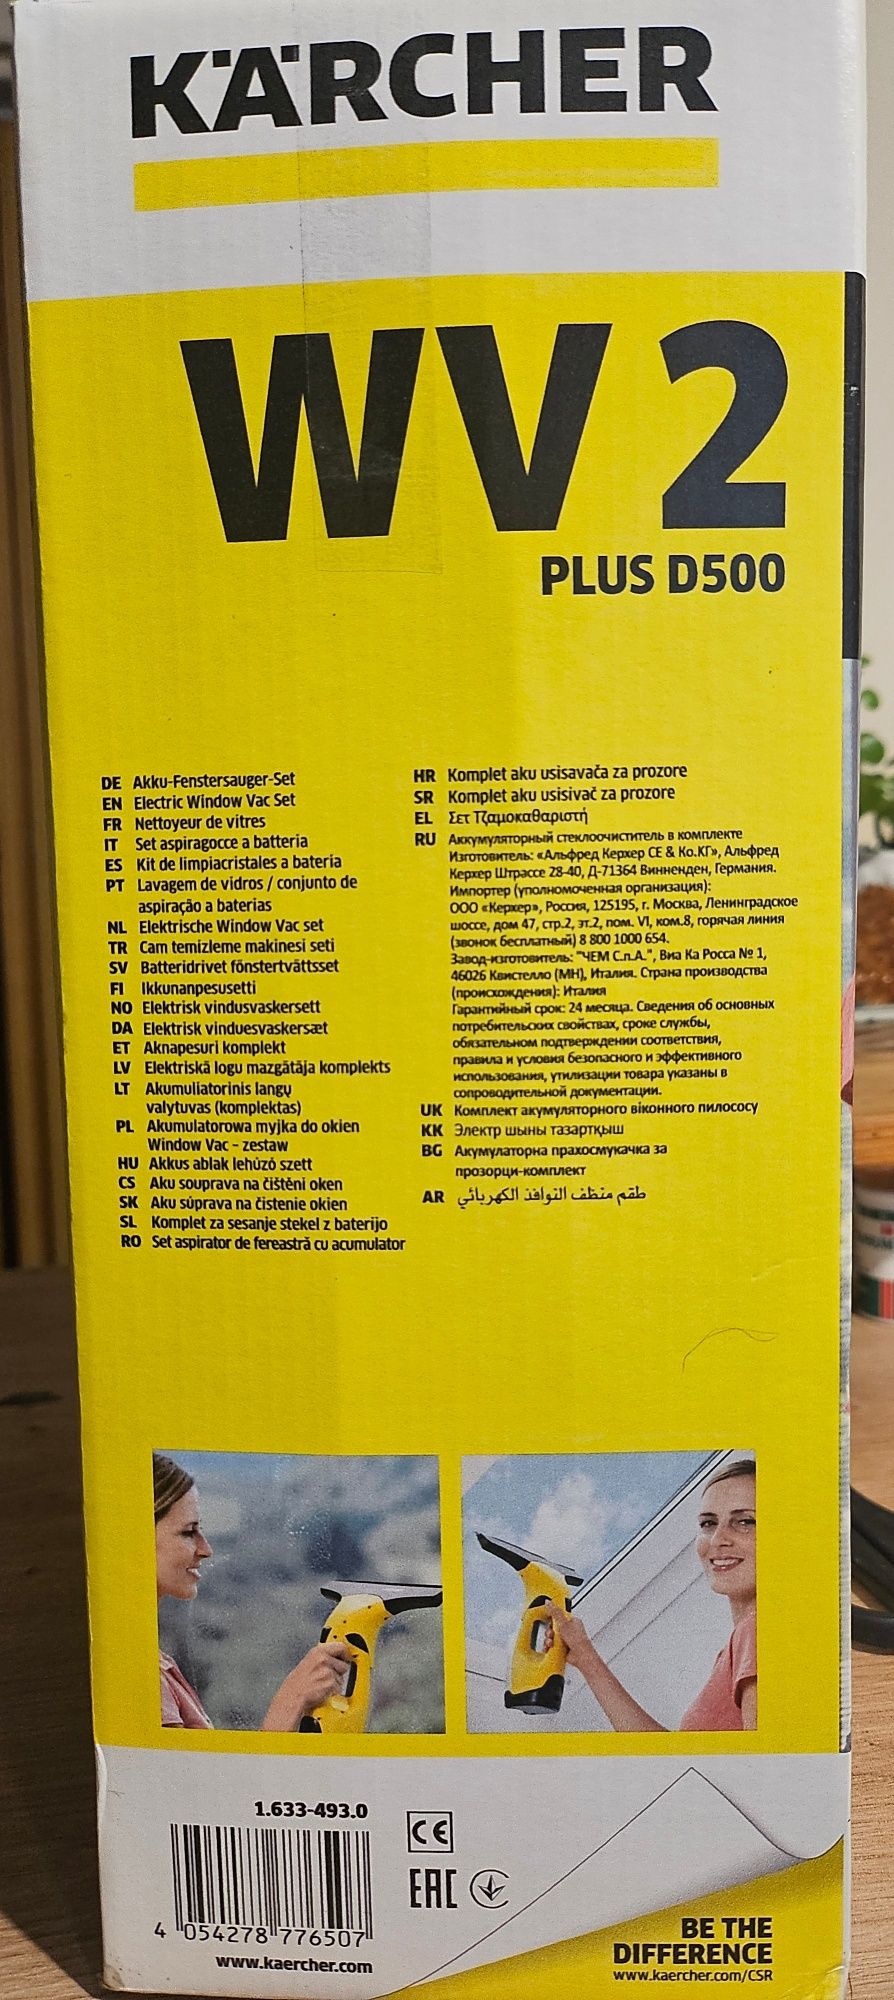 KÄRCHER
WV 2
PLUS D500
DE Akku-Fenstersauger-Set
EN Electric Window Vac Set
FR Nettoyeur de vitres
IT Set aspiragocce a batteria
ES Kit de limpiacristales a batería
PT Lavagem de vidros / conjunto de
aspiração a baterias
NL Elektrische Window Vac set
TR Cam temizleme makinesi seti
SV Batteridrivet fönstertvättsset
FI Ikkunanpesusetti
NO Elektrisk vindusvaskersett
DA Elektrisk vinduesvaskersæt
ET Aknapesuri komplekt
LV Elektriskā logu mazgātāja komplekts
LT Akumuliatorinis langų
valytuvas (komplektas)
PL Akumulatorowa myjka do okien
Window Vac – zestaw
HU Akkus ablak lehúzó szett
CS Aku souprava na čištění oken
SK Aku súprava na čistenie okien
SL Komplet za sesanje stekel z baterijo
RO Set aspirator de fereastră cu acumulator
HR Komplet aku usisavača za prozore
SR Komplet aku usisivač za prozore
EL Σετ Τζαμοκαθαριστή
RU Аккумуляторный стеклоочиститель в комплекте
Изготовитель: «Альфред Керхер СЕ & Ко.КГ», Альфред
Керхер Штрассе 28-40, Д-71364 Винненден, Германия.
Импортер (уполномоченная организация):
ООО «Керхер», Россия, 125195, г. Москва, Ленинградское
шоссе, дом 47, стр.2, эт.2, пом. VI, ком.8, горячая линия
(звонок бесплатный) 8 800 1000 654.
Завод-изготовитель: "ЧЕМ С.п.А.", Виа Ка Росса № 1,
46026 Квистелло (МН), Италия. Страна производства
(происхождения): Италия
Гарантийный срок: 24 месяца. Сведения об основных
потребительских свойствах, сроке службы,
обязательном подтверждении соответствия,
правила и условия безопасного и эффективного
использования, утилизации товара указаны в
сопроводительной документации.
UK Комплект акумуляторного віконного пилососу
KK Электр шыны тазартқыш
BG Акумулаторна прахосмукачка за
прозорци-комплект
AR طقم منظف النوافذ الكهربائي
1.633-493.0
4 054278 776507
www.kaercher.com
CE
EAC
BE THE
DIFFERENCE
www.kaercher.com/CSR